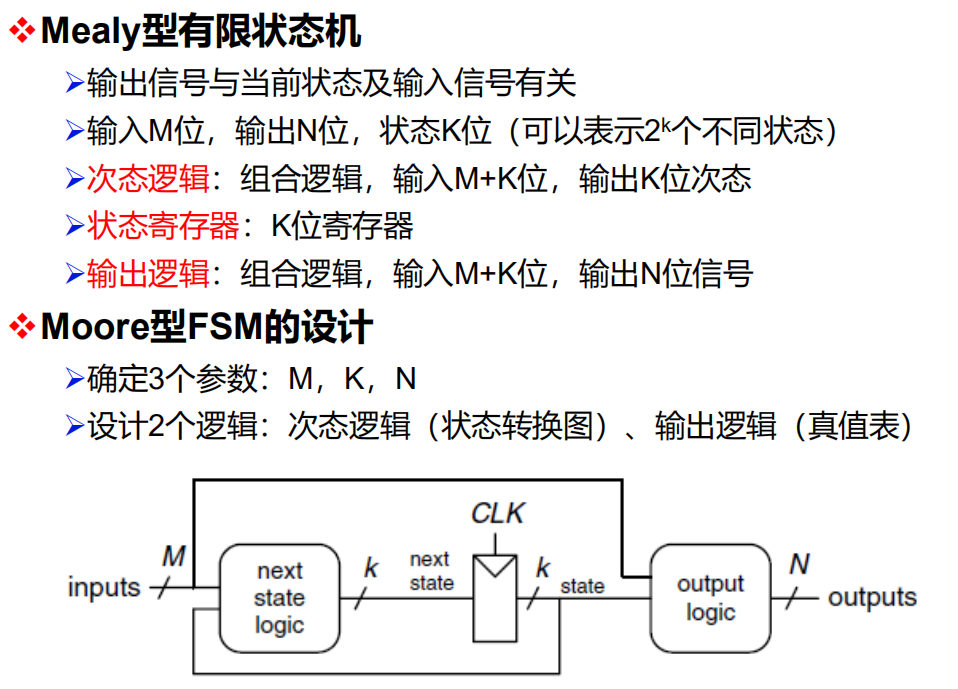 ❖Mealy型有限状态机
➢输出信号与当前状态及输入信号有关
➢输入M位，输出N位，状态K位（可以表示2ᵏ个不同状态）
➢次态逻辑：组合逻辑，输入M+K位，输出K位次态
➢状态寄存器：K位寄存器
➢输出逻辑：组合逻辑，输入M+K位，输出N位信号
❖Moore型FSM的设计
➢确定3个参数：M，K，N
➢设计2个逻辑：次态逻辑（状态转换图）、输出逻辑（真值表）
inputs
M
next
state
logic
k
next
state
CLK
k
state
output
logic
N
outputs